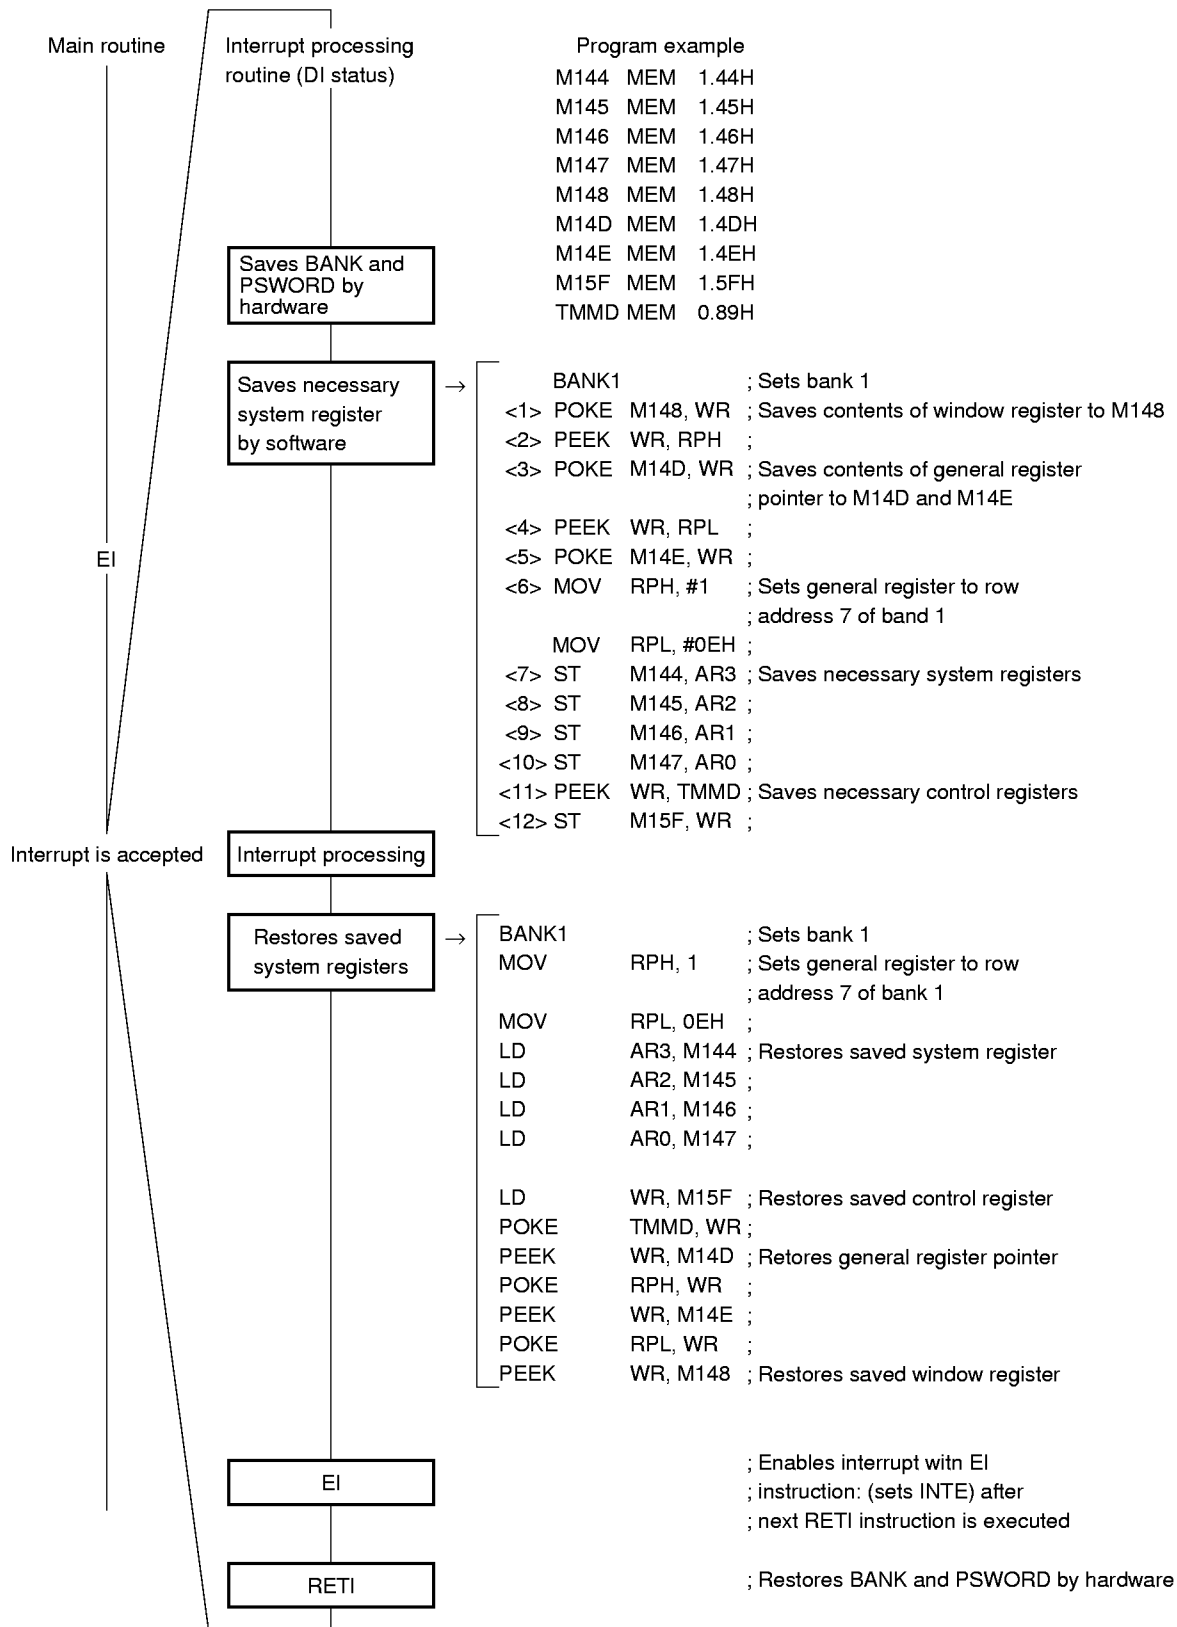 Main routine
Interrupt processing
routine (DI status)
Program example
M144 MEM 1.44H
M145 MEM 1.45H
M146 MEM 1.46H
M147 MEM 1.47H
M148 MEM 1.48H
M14D MEM 1.4DH
M14E MEM 1.4EH
M15F MEM 1.5FH
TMMD MEM 0.89H
Saves BANK and
PSWORD by
hardware
Saves necessary
system register
by software
→
BANK1 ; Sets bank 1
<1> POKE M148, WR ; Saves contents of window register to M148
<2> PEEK WR, RPH ;
<3> POKE M14D, WR ; Saves contents of general register
; pointer to M14D and M14E
<4> PEEK WR, RPL ;
<5> POKE M14E, WR ;
<6> MOV RPH, #1 ; Sets general register to row
; address 7 of band 1
MOV RPL, #0EH ;
<7> ST M144, AR3 ; Saves necessary system registers
<8> ST M145, AR2 ;
<9> ST M146, AR1 ;
<10> ST M147, AR0 ;
<11> PEEK WR, TMMD ; Saves necessary control registers
<12> ST M15F, WR ;
EI
Interrupt is accepted
Interrupt processing
Restores saved
system registers
→
BANK1 ; Sets bank 1
MOV RPH, 1 ; Sets general register to row
; address 7 of bank 1
MOV RPL, 0EH ;
LD AR3, M144 ; Restores saved system register
LD AR2, M145 ;
LD AR1, M146 ;
LD AR0, M147 ;
LD WR, M15F ; Restores saved control register
POKE TMMD, WR ;
PEEK WR, M14D ; Retores general register pointer
POKE RPH, WR ;
PEEK WR, M14E ;
POKE RPL, WR ;
PEEK WR, M148 ; Restores saved window register
EI
; Enables interrupt witn EI
; instruction: (sets INTE) after
; next RETI instruction is executed
RETI
; Restores BANK and PSWORD by hardware